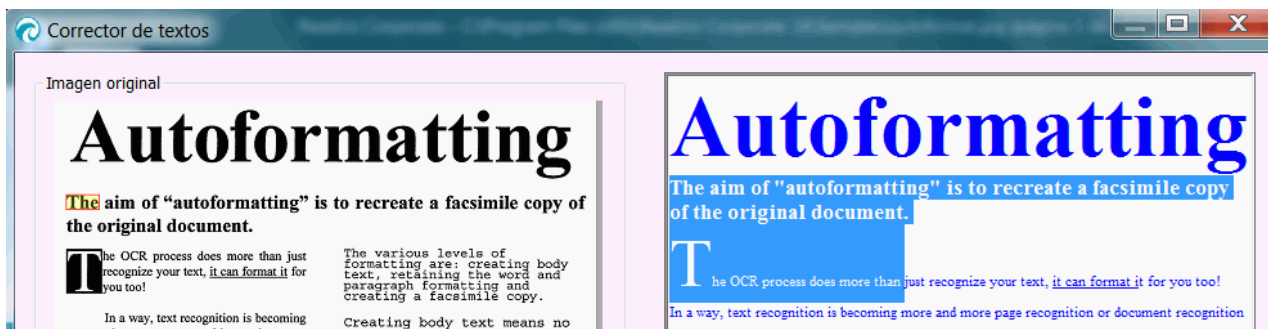 Corrector de textos
Imagen original
Autoformatting
The aim of “autoformatting” is to recreate a facsimile copy of
the original document.
The OCR process does more than just
recognize your text, it can format it for
you too!
In a way, text recognition is becoming
The various levels of
formatting are: creating body
text, retaining the word and
paragraph formatting and
creating a facsimile copy.
Creating body text means no
Autoformatting
The aim of "autoformatting" is to recreate a facsimile copy
of the original document.
The OCR process does more than just recognize your text, it can format it for you too!
In a way, text recognition is becoming more and more page recognition or document recognition